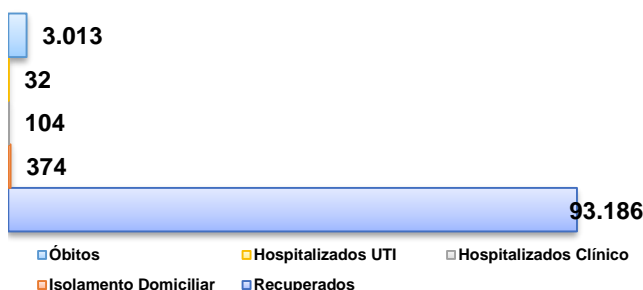 3.013
32
104
374
93.186
Óbitos Hospitalizados UTI Hospitalizados Clínico
Isolamento Domiciliar Recuperados